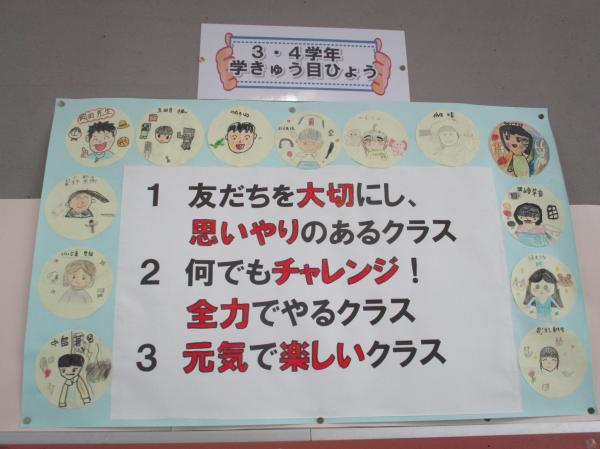 3・4学年
学きゅう目ひょう
1 友だちを大切にし、
思いやりのあるクラス
2 何でもチャレンジ！
全力でやるクラス
3 元気で楽しいクラス